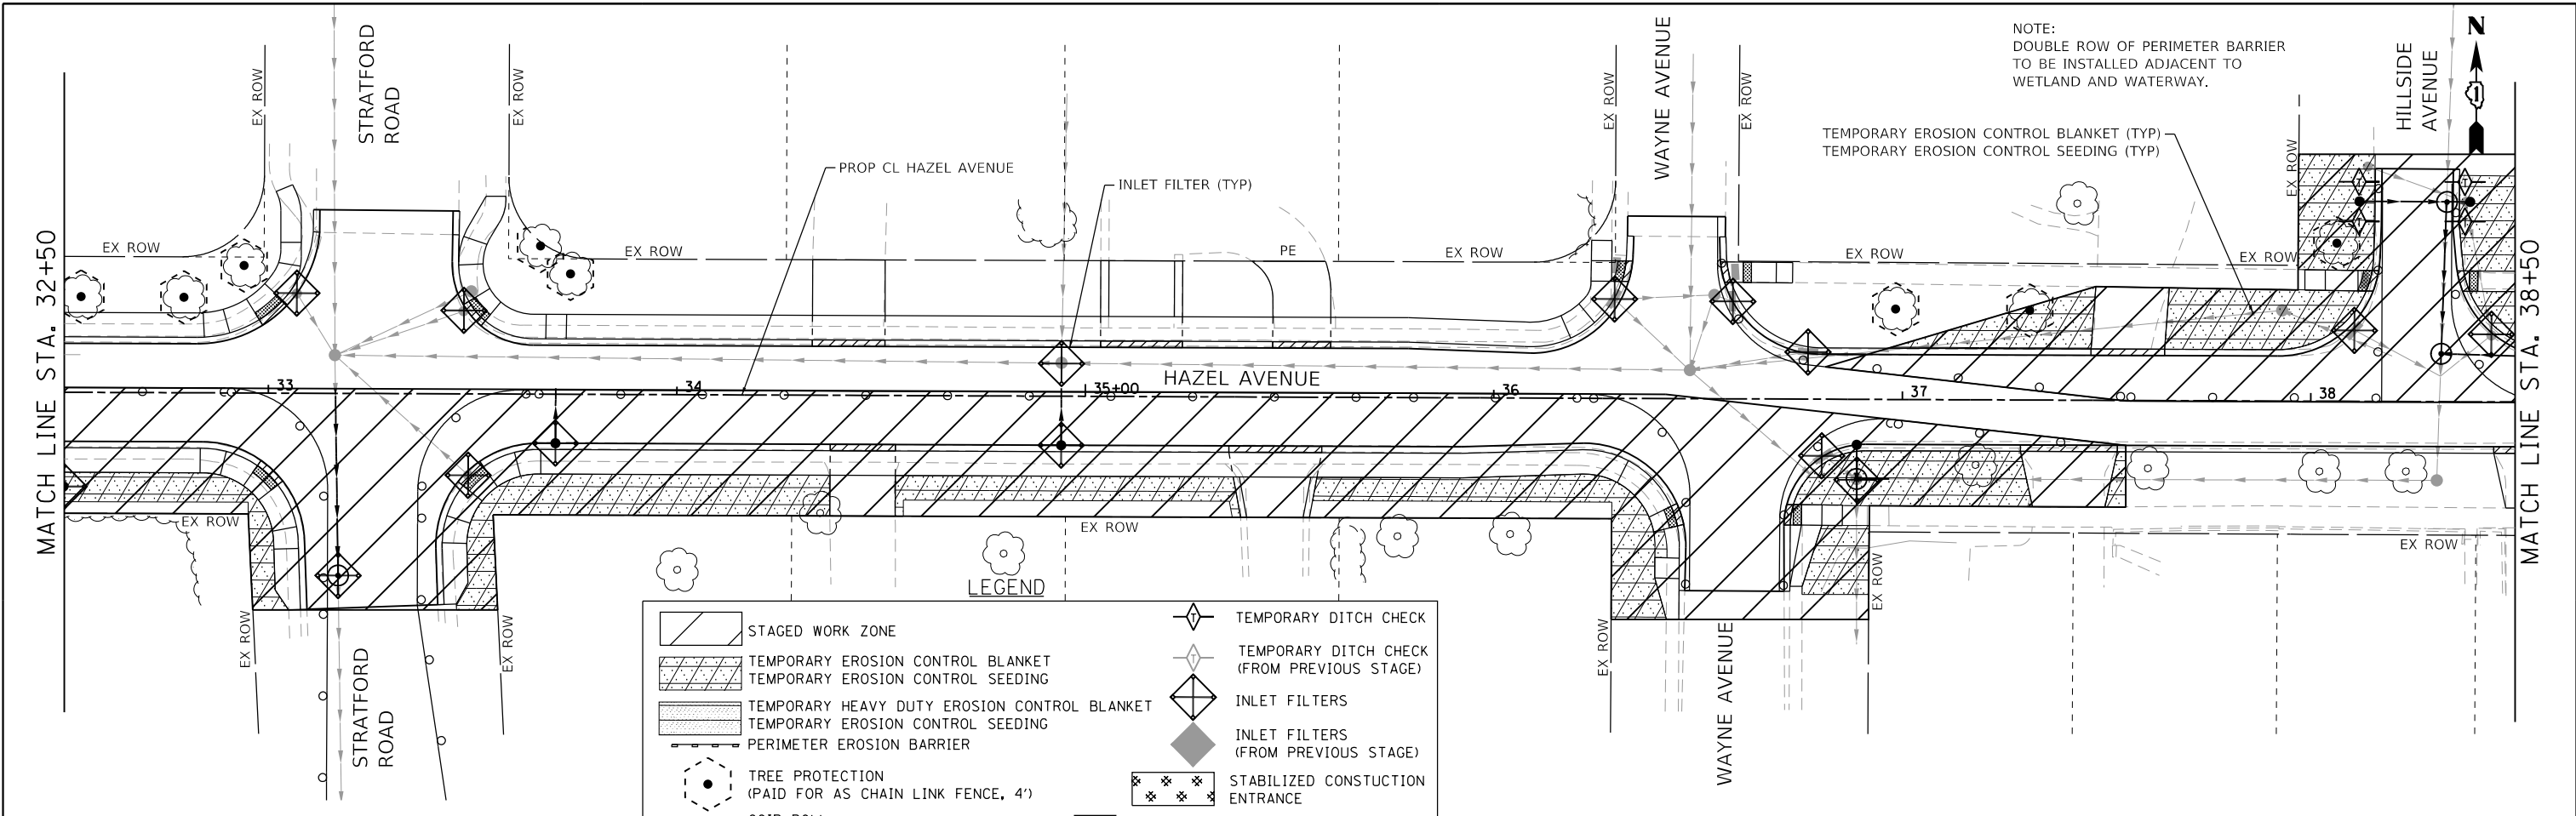 STRATFORD
ROAD
WAYNE AVENUE
NOTE:
DOUBLE ROW OF PERIMETER BARRIER
TO BE INSTALLED ADJACENT TO
WETLAND AND WATERWAY.
HILLSIDE
AVENUE
N
EX ROW
EX ROW
EX ROW
EX ROW
EX ROW
TEMPORARY EROSION CONTROL BLANKET (TYP)
TEMPORARY EROSION CONTROL SEEDING (TYP)
PROP CL HAZEL AVENUE
INLET FILTER (TYP)
T
T
T
T
MATCH LINE STA. 32+50
EX ROW
EX ROW
PE
EX ROW
EX ROW
EX ROW
MATCH LINE STA. 38+50
HAZEL AVENUE
33
34
35+00
36
37
38
EX ROW
EX ROW
EX ROW
EX ROW
EX ROW
EX ROW
EX ROW
STRATFORD
ROAD
WAYNE AVENUE
LEGEND
STAGED WORK ZONE
TEMPORARY EROSION CONTROL BLANKET
TEMPORARY EROSION CONTROL SEEDING
TEMPORARY HEAVY DUTY EROSION CONTROL BLANKET
TEMPORARY EROSION CONTROL SEEDING
PERIMETER EROSION BARRIER
TREE PROTECTION
(PAID FOR AS CHAIN LINK FENCE, 4')
T
TEMPORARY DITCH CHECK
T
TEMPORARY DITCH CHECK
(FROM PREVIOUS STAGE)
INLET FILTERS
INLET FILTERS
(FROM PREVIOUS STAGE)
STABILIZED CONSTUCTION
ENTRANCE